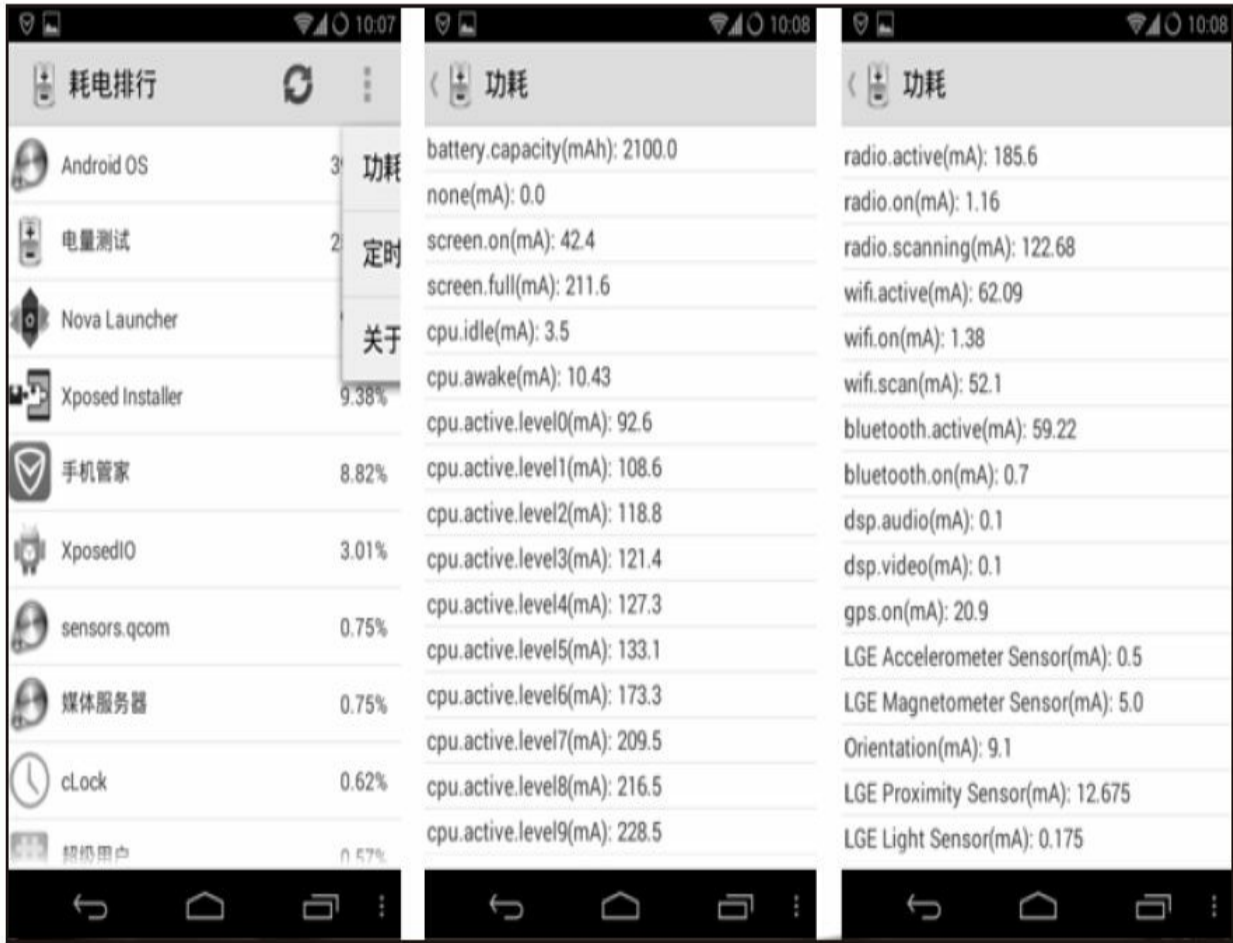 10:07
耗电排行
Android OS
3
功耗
电量测试
2
定时
Nova Launcher
关于
Xposed Installer
9.38%
手机管家
8.82%
XposedIO
3.01%
sensors.qcom
0.75%
媒体服务器
0.75%
cLock
0.62%
超级用户
0.57%
10:08
功耗
battery.capacity(mAh): 2100.0
none(mA): 0.0
screen.on(mA): 42.4
screen.full(mA): 211.6
cpu.idle(mA): 3.5
cpu.awake(mA): 10.43
cpu.active.level0(mA): 92.6
cpu.active.level1(mA): 108.6
cpu.active.level2(mA): 118.8
cpu.active.level3(mA): 121.4
cpu.active.level4(mA): 127.3
cpu.active.level5(mA): 133.1
cpu.active.level6(mA): 173.3
cpu.active.level7(mA): 209.5
cpu.active.level8(mA): 216.5
cpu.active.level9(mA): 228.5
10:08
功耗
radio.active(mA): 185.6
radio.on(mA): 1.16
radio.scanning(mA): 122.68
wifi.active(mA): 62.09
wifi.on(mA): 1.38
wifi.scan(mA): 52.1
bluetooth.active(mA): 59.22
bluetooth.on(mA): 0.7
dsp.audio(mA): 0.1
dsp.video(mA): 0.1
gps.on(mA): 20.9
LGE Accelerometer Sensor(mA): 0.5
LGE Magnetometer Sensor(mA): 5.0
Orientation(mA): 9.1
LGE Proximity Sensor(mA): 12.675
LGE Light Sensor(mA): 0.175